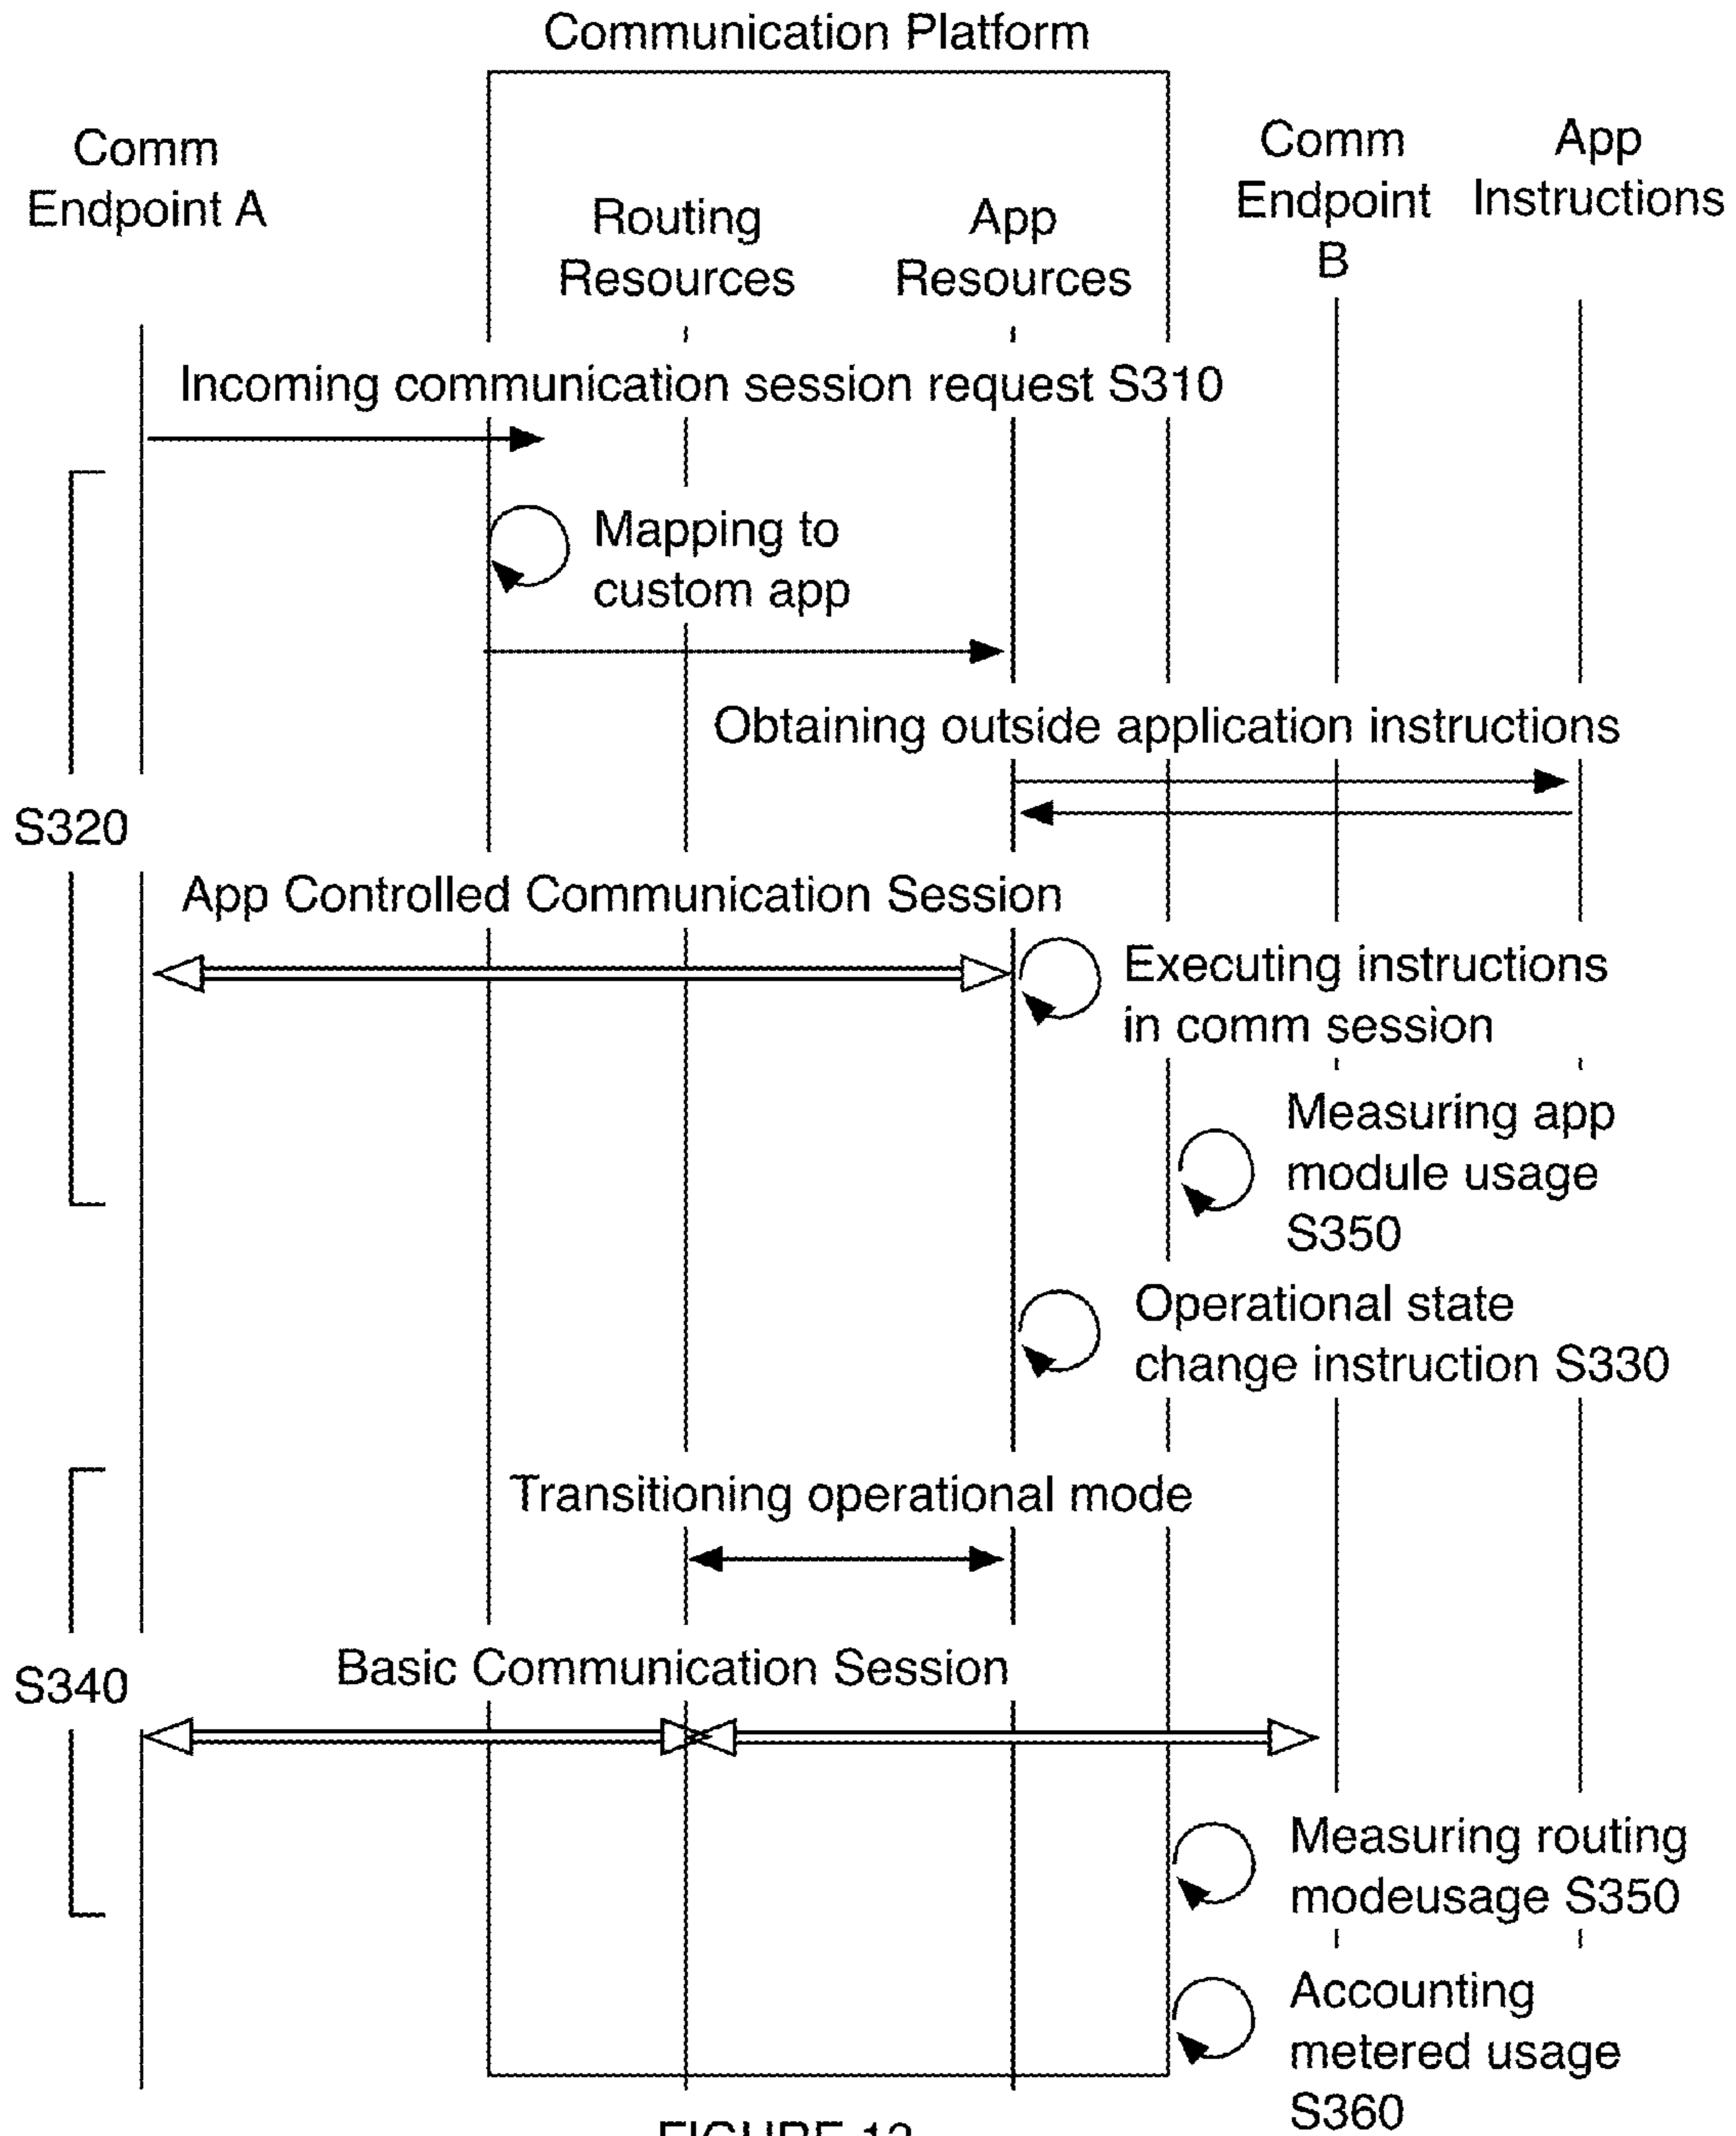 Communication Platform
Comm
Endpoint A
Routing
Resources
App
Resources
Comm
Endpoint
B
App
Instructions
Incoming communication session request S310
Mapping to
custom app
Obtaining outside application instructions
S320
App Controlled Communication Session
Executing instructions
in comm session
Measuring app
module usage
S350
Operational state
change instruction S330
Transitioning operational mode
S340
Basic Communication Session
Measuring routing
modeusage S350
Accounting
metered usage
S360